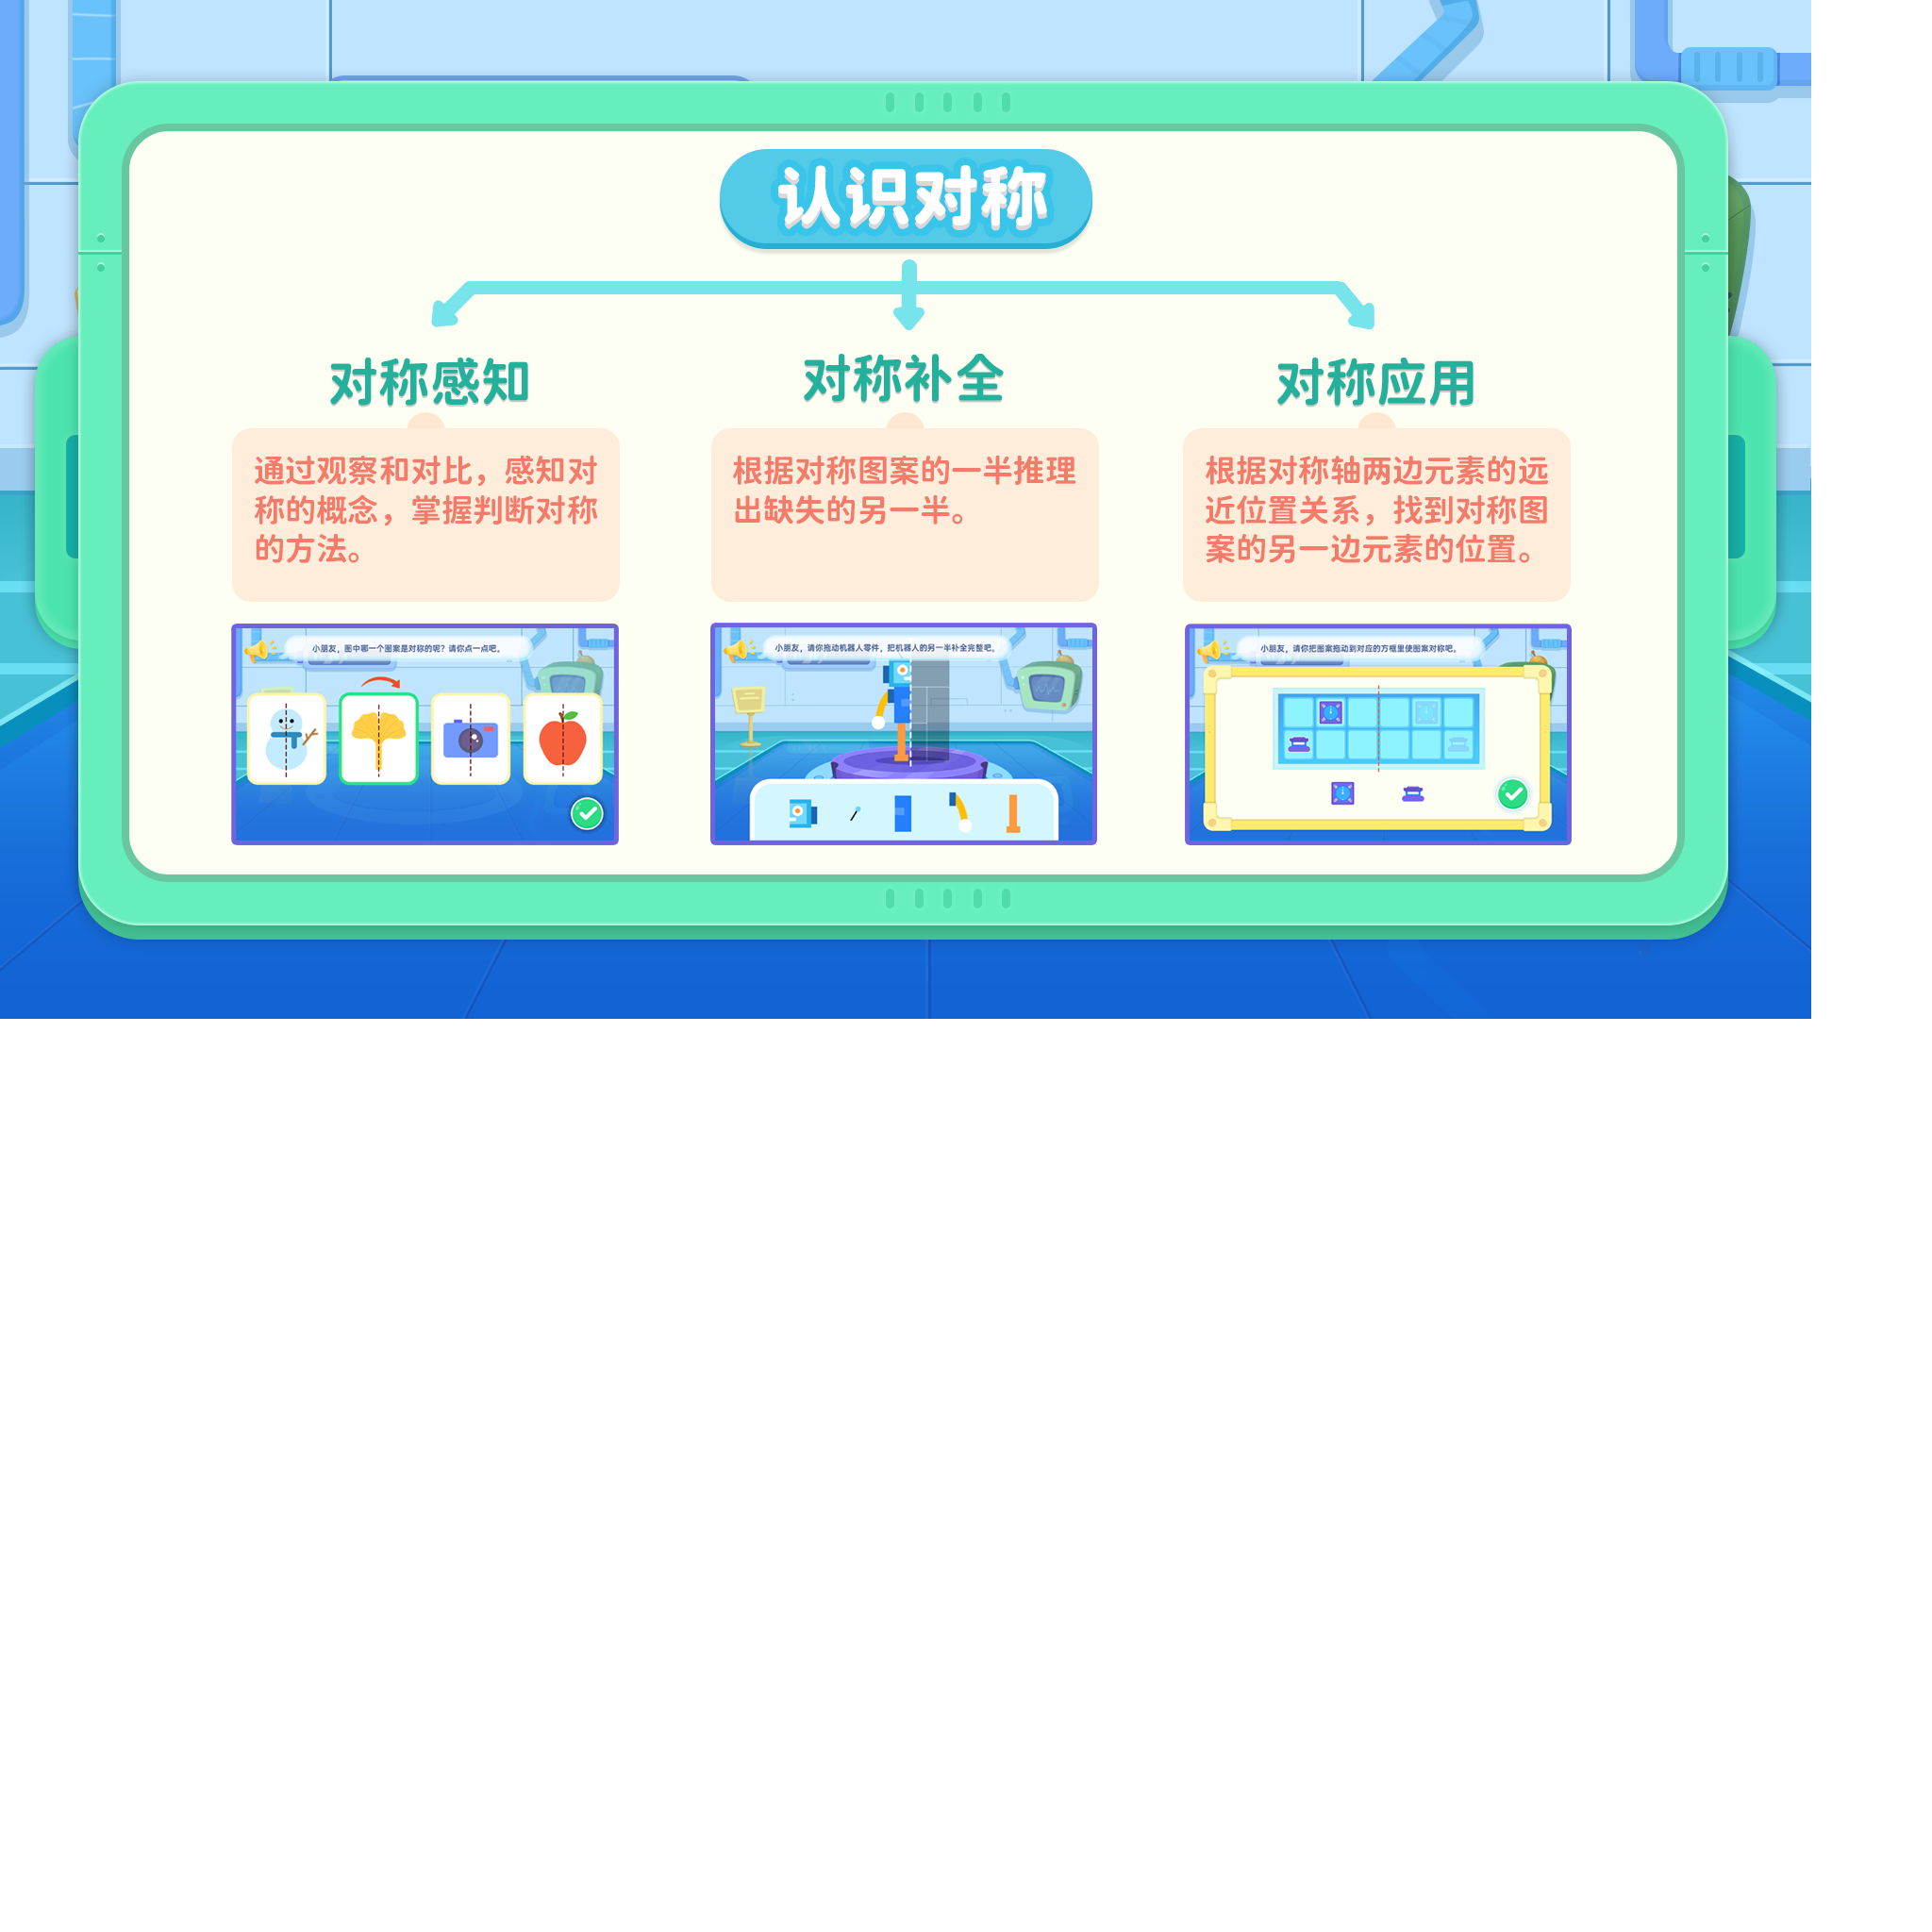 认识对称
对称感知
通过观察和对比，感知对
称的概念，掌握判断对称
的方法。
小朋友，图中哪一个图案是对称的呢？请你点一点吧。
对称补全
根据对称图案的一半推理
出缺失的另一半。
小朋友，请你拖动机器人零件，把机器人的另一半补全完整吧。
对称应用
根据对称轴两边元素的远
近位置关系，找到对称图
案的另一边元素的位置。
小朋友，请你把图案拖动到对应的方框里使图案对称吧。